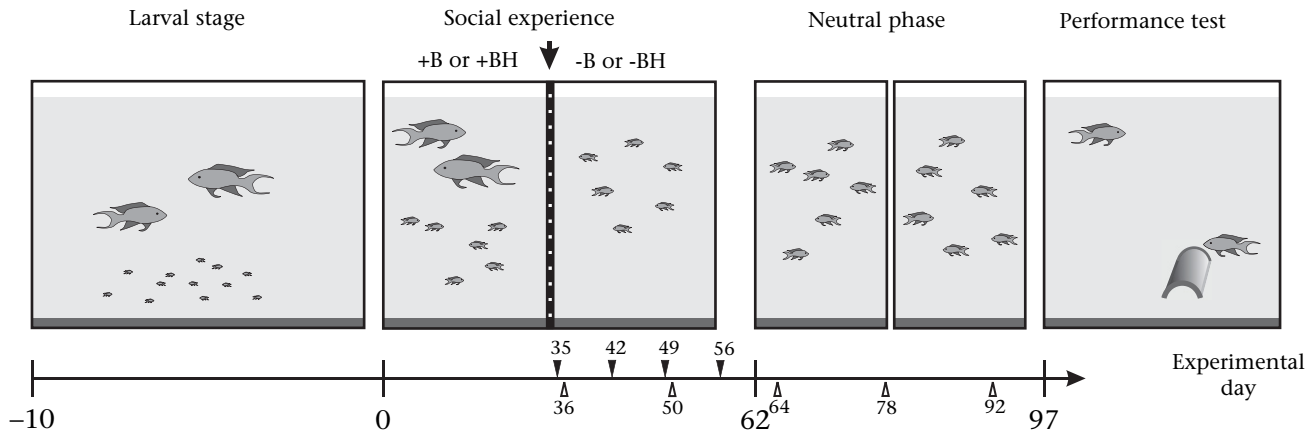 Larval stage
Social experience
Neutral phase
Performance test
+B or +BH
-B or -BH
35
42
49
56
Experimental
day
36
50
64
78
92
–10
0
62
97